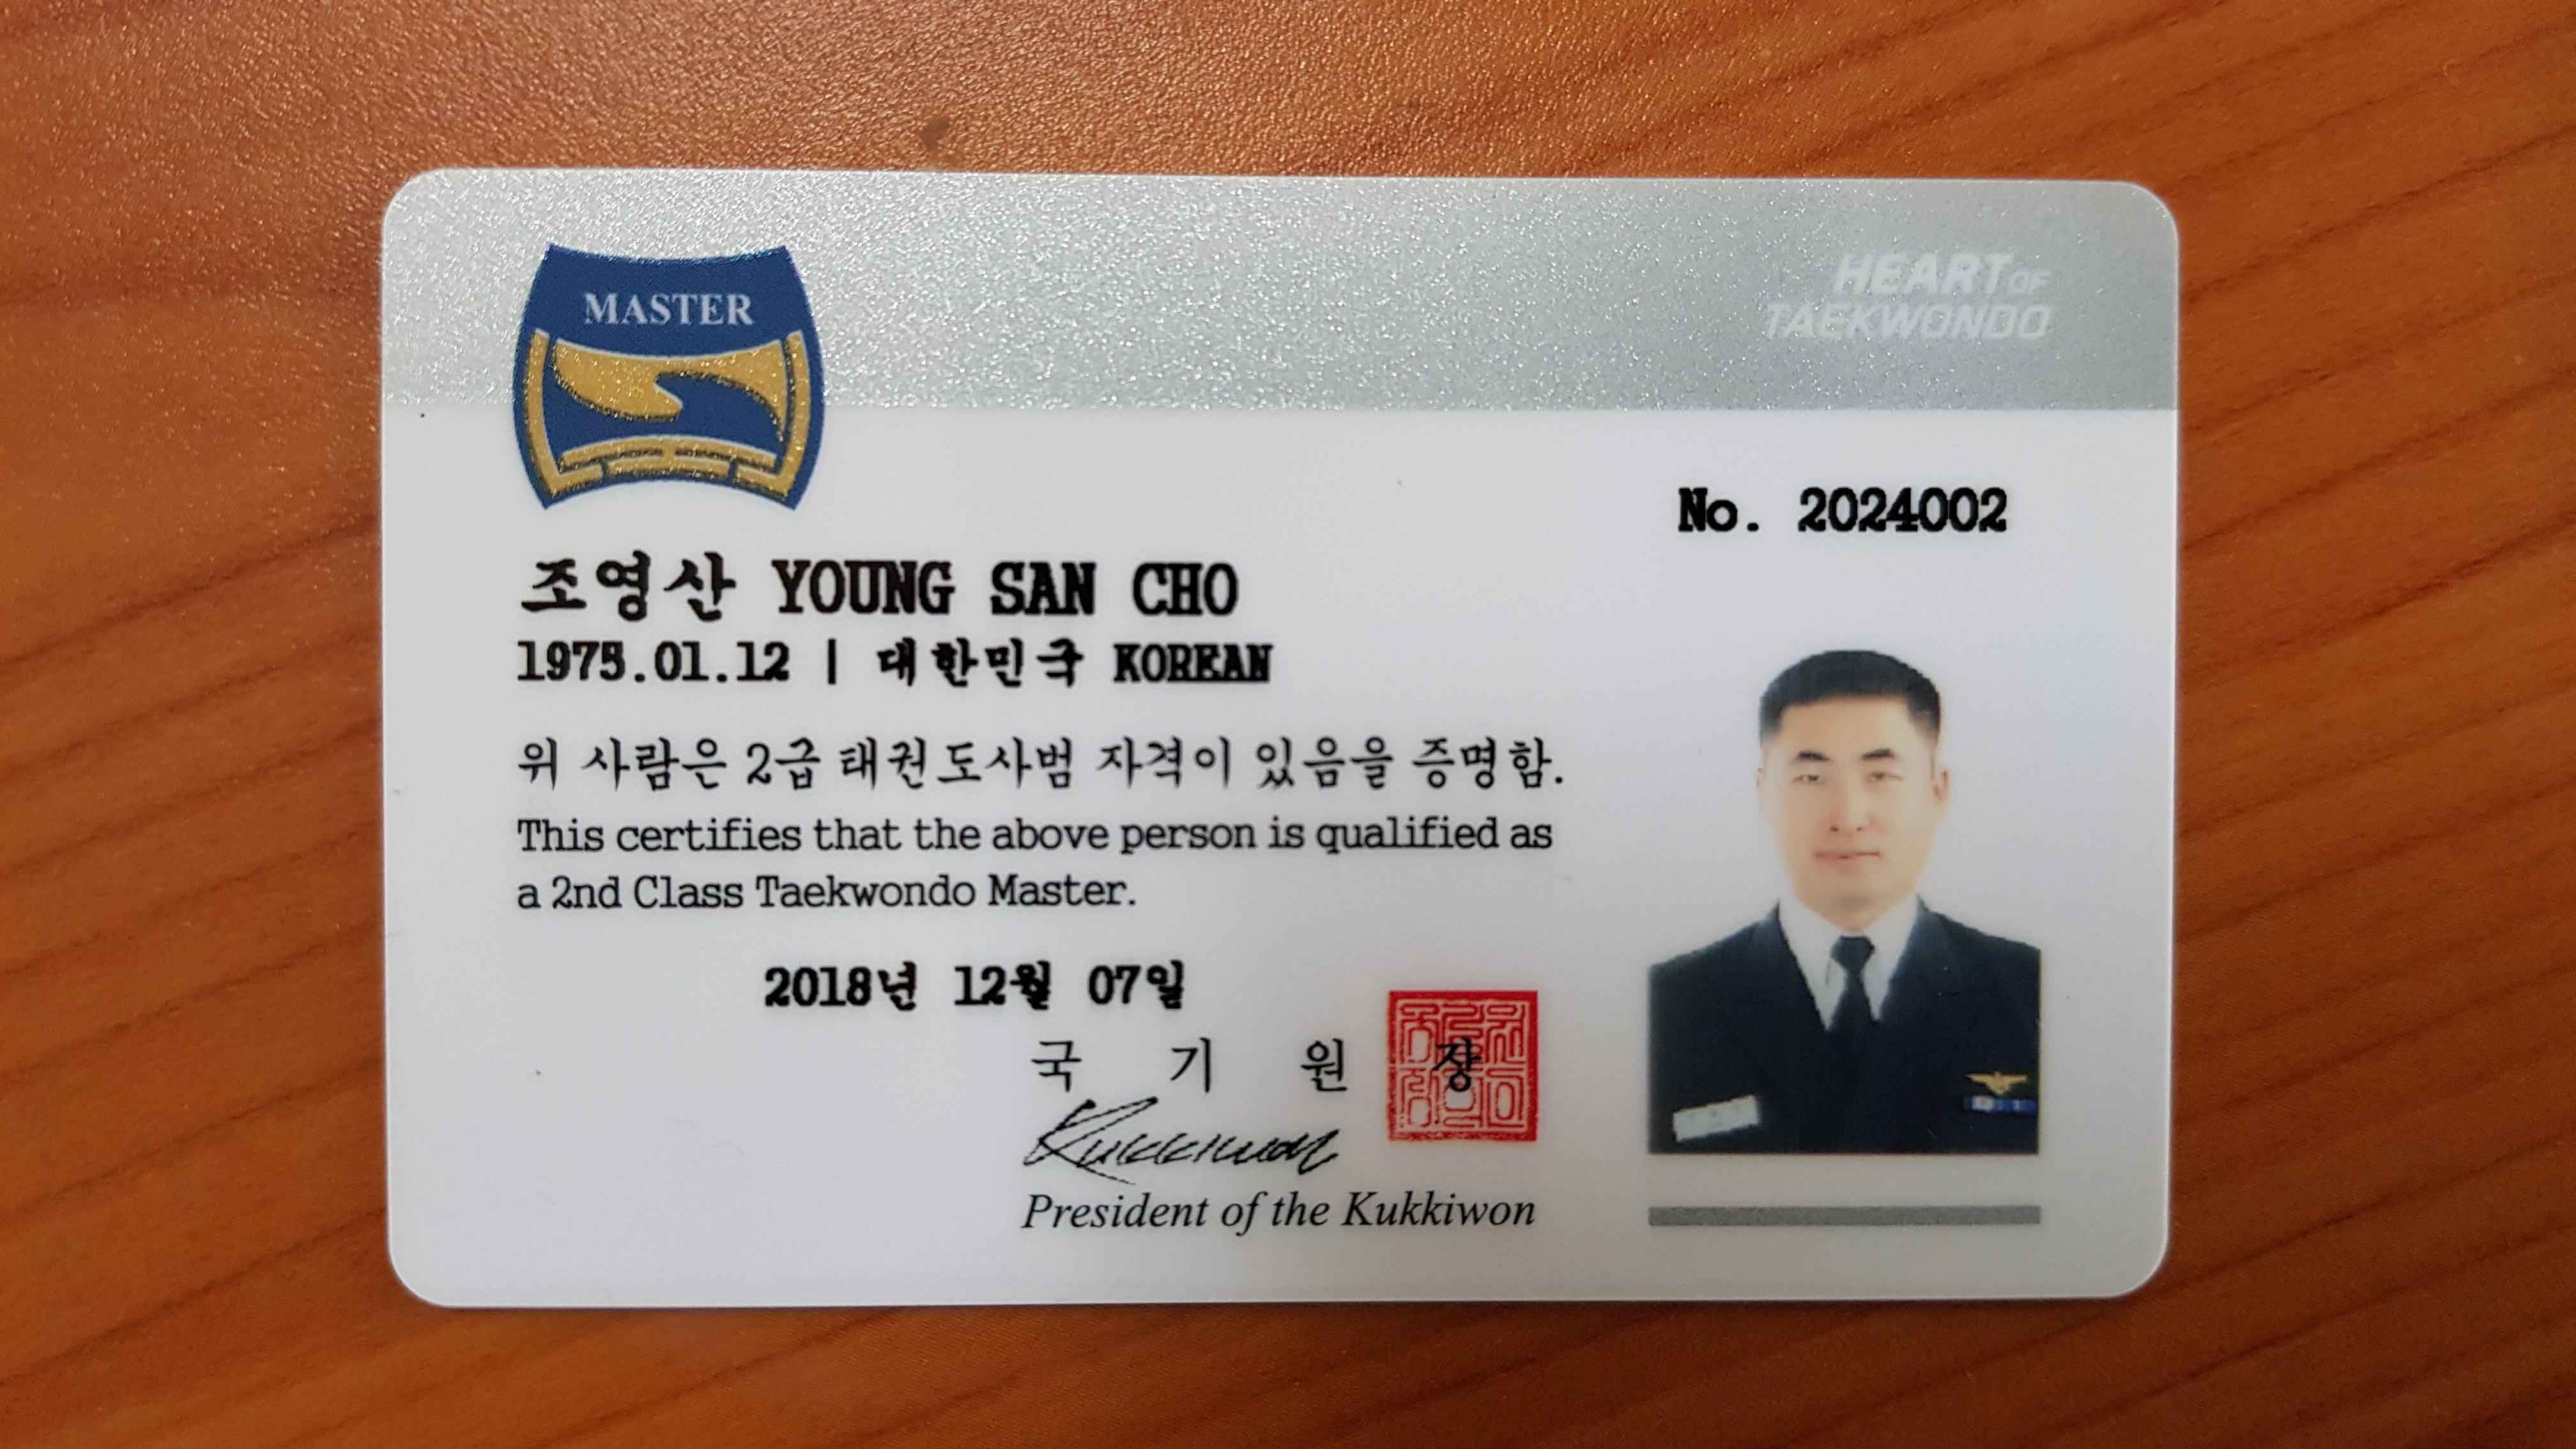 MASTER
HEART OF
TAEKWONDO
No. 2024002
조영산 YOUNG SAN CHO
1975.01.12 | 대한민국 KOREAN
위 사람은 2급 태권도사범 자격이 있음을 증명함.
This certifies that the above person is qualified as
a 2nd Class Taekwondo Master.
2018년 12월 07일
국 기 원 장
Kukkiwon
President of the Kukkiwon